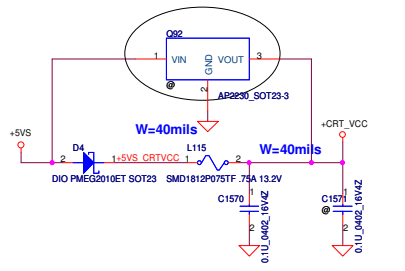 Q92
1 VIN GND VOUT 3
@
2
AP2230_SOT23-3
W=40mils
+5VS
+CRT_VCC
D4
L115
W=40mils
2 1 +5VS_CRTVCC 1 2
DIO PMEG2010ET SOT23
SMD1812P075TF .75A 13.2V
1
C1570
2
0.1U_0402_16V4Z
1
C1571
@
2
0.1U_0402_16V4Z